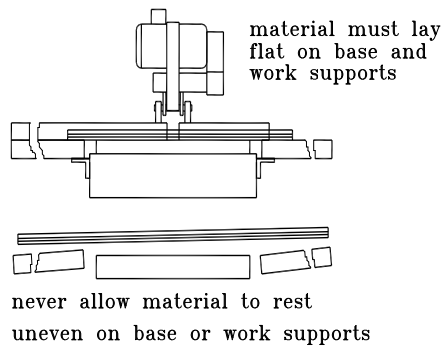 material must lay
flat on base and
work supports
never allow material to rest
uneven on base or work supports